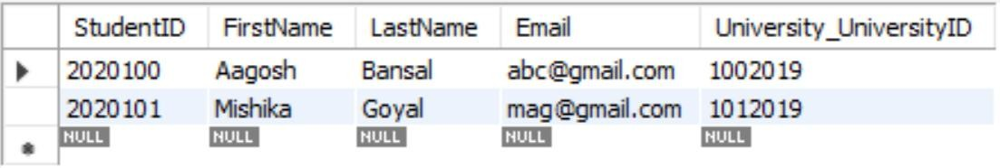 StudentID FirstName LastName Email University_UniversityID
2020100 Aagosh Bansal abc@gmail.com 1002019
2020101 Mishika Goyal mag@gmail.com 1012019
NULL NULL NULL NULL NULL